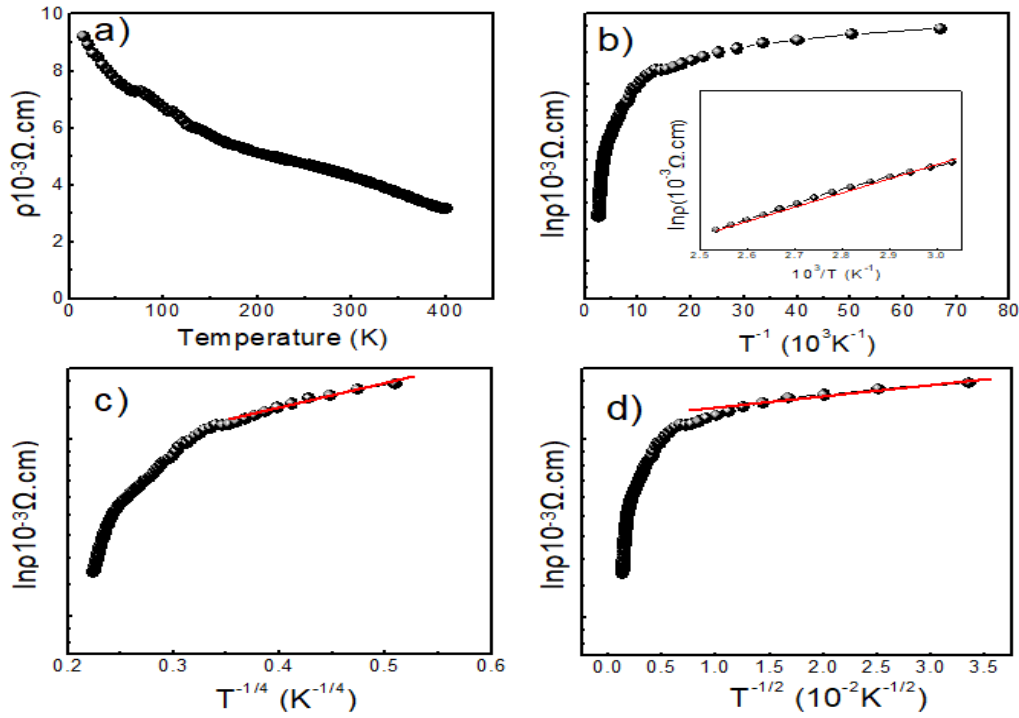 a)
ρ10⁻³Ω.cm)
10
8
6
4
2
0
0 100 200 300 400
Temperature (K)
b)
lnρ10⁻³Ω.cm)
0 10 20 30 40 50 60 70 80
T⁻¹ (10³K⁻¹)
lnρ(10⁻³Ω.cm)
2.5 2.6 2.7 2.8 2.9 3.0
10³/T (K⁻¹)
c)
lnρ10⁻³Ω.cm)
0.2 0.3 0.4 0.5 0.6
T⁻¹/⁴ (K⁻¹/⁴)
d)
lnρ10⁻³Ω.cm)
0.0 0.5 1.0 1.5 2.0 2.5 3.0 3.5
T⁻¹/² (10⁻²K⁻¹/²)